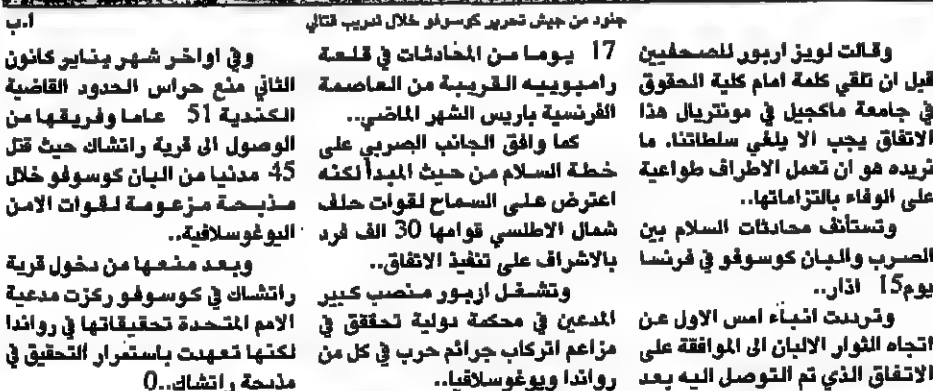 جنود من جيش تحرير كوسوفو خلال تدريب قتالي
ا.ب
وقالت لويز اربور للصحفيين
قبل ان تلقي كلمة امام كلية الحقوق
في جامعة ماكجيل في مونتريال هذا
الاتفاق يجب الا يلغي سلطاتنا. ما
نريده هو ان تعمل الاطراف طواعية
على الوفاء بالتزاماتها..
وتستأنف محادثات السلام بين
الصرب والبان كوسوفو في فرنسا
يوم15 اذار..
وترددت انباء امس الاول عن
اتجاه الثوار الالبان الى الموافقة على
الاتفاق الذي تم التوصل اليه بعد
17 يوما من المحادثات في قلعة
رامبوييه القريبة من العاصمة
الفرنسية باريس الشهر الماضي..
كما وافق الجانب الصربي على
خطة السلام من حيث المبدأ لكنه
اعترض على السماح لقوات حلف
شمال الاطلسي قوامها 30 الف فرد
بالاشراف على تنفيذ الاتفاق..
وتشغل ازبور منصب كبير
المدعين في محكمة دولية تحققق في
مزاعم اتركاب جرائم حرب في كل من
رواندا ويوغوسلاقيا..
وفي اواخر شهر يناير كانون
الثاني منع حراس الحدود القاضية
الكندية 51 عاما وفريقها من
الوصول الى قرية راتشاك حيث قتل
45 مدنيا من البان كوسوفو خلال
مذبحة مزعومة لقوات الامن
اليوغوسلافية..
وبعد منعها من دخول قرية
راتشاك في كوسوفو ركزت مدعية
الامم المتحدة تحقيقاتها في رواندا
لكنها تعهدت باستمرار التحقيق في
مذبحة راتشاك..0